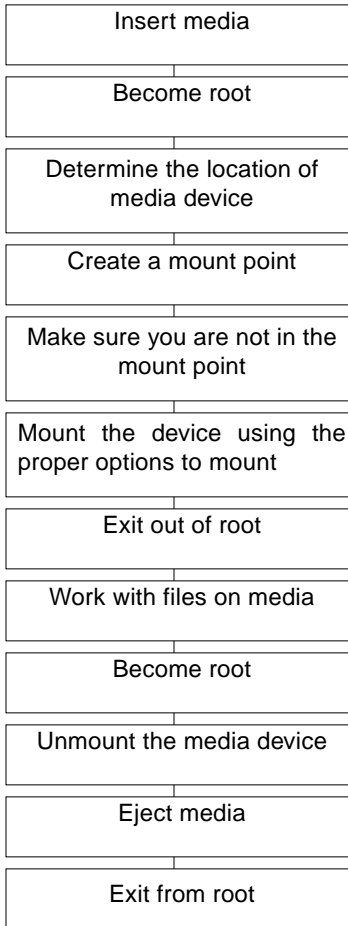 Insert media
Become root
Determine the location of
media device
Create a mount point
Make sure you are not in the
mount point
Mount the device using the
proper options to mount
Exit out of root
Work with files on media
Become root
Unmount the media device
Eject media
Exit from root